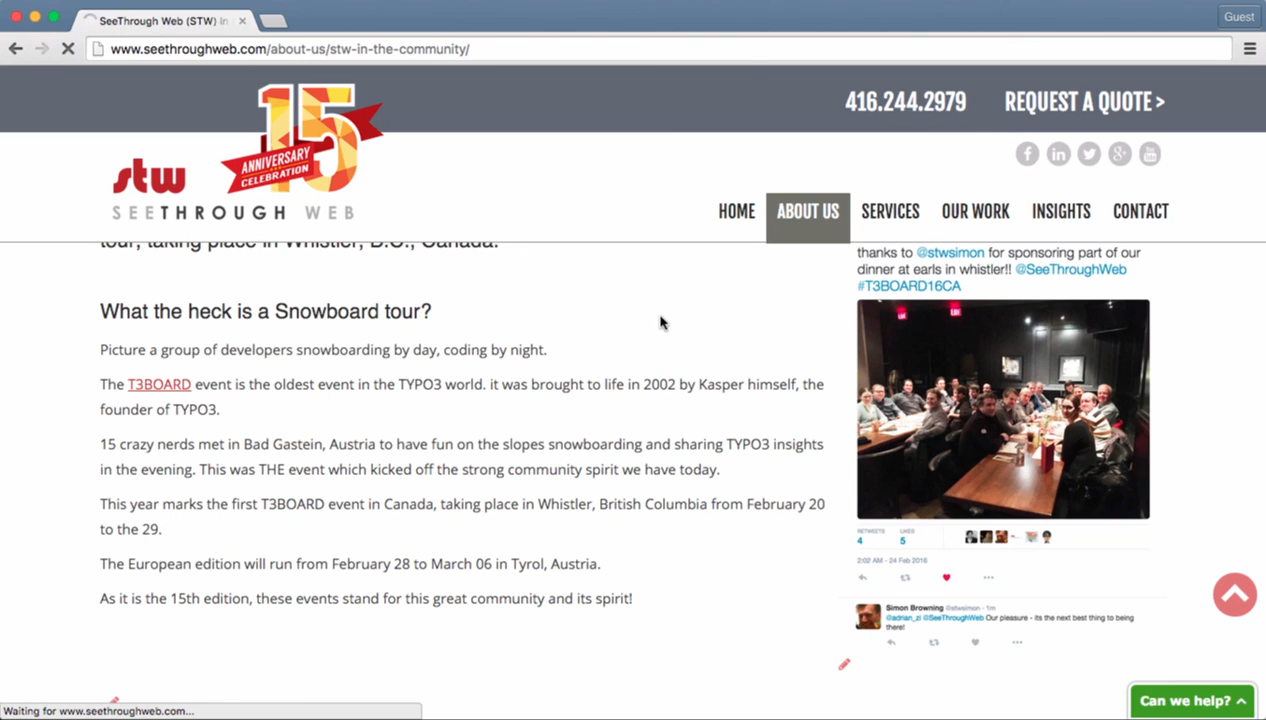 SeeThrough Web (STW) in
Guest
www.seethroughweb.com/about-us/stw-in-the-community/
416.244.2979
REQUEST A QUOTE >
15
ANNIVERSARY
CELEBRATION
stw
SEETHROUGH WEB
HOME
ABOUT US
SERVICES
OUR WORK
INSIGHTS
CONTACT
tour, taking place in Whistler, B.C., Canada.
What the heck is a Snowboard tour?
Picture a group of developers snowboarding by day, coding by night.
The T3BOARD event is the oldest event in the TYPO3 world. it was brought to life in 2002 by Kasper himself, the
founder of TYPO3.
15 crazy nerds met in Bad Gastein, Austria to have fun on the slopes snowboarding and sharing TYPO3 insights
in the evening. This was THE event which kicked off the strong community spirit we have today.
This year marks the first T3BOARD event in Canada, taking place in Whistler, British Columbia from February 20
to the 29.
The European edition will run from February 28 to March 06 in Tyrol, Austria.
As it is the 15th edition, these events stand for this great community and its spirit!
thanks to @stwsimon for sponsoring part of our
dinner at earls in whistler!! @SeeThroughWeb
#T3BOARD16CA
RETWEETS
4
LIKES
5
2:02 AM - 24 Feb 2016
Simon Browning @stwsimon · 1m
@adrian_zi @SeeThroughWeb Our pleasure - its the next best thing to being
there!
Can we help?
Waiting for www.seethroughweb.com...